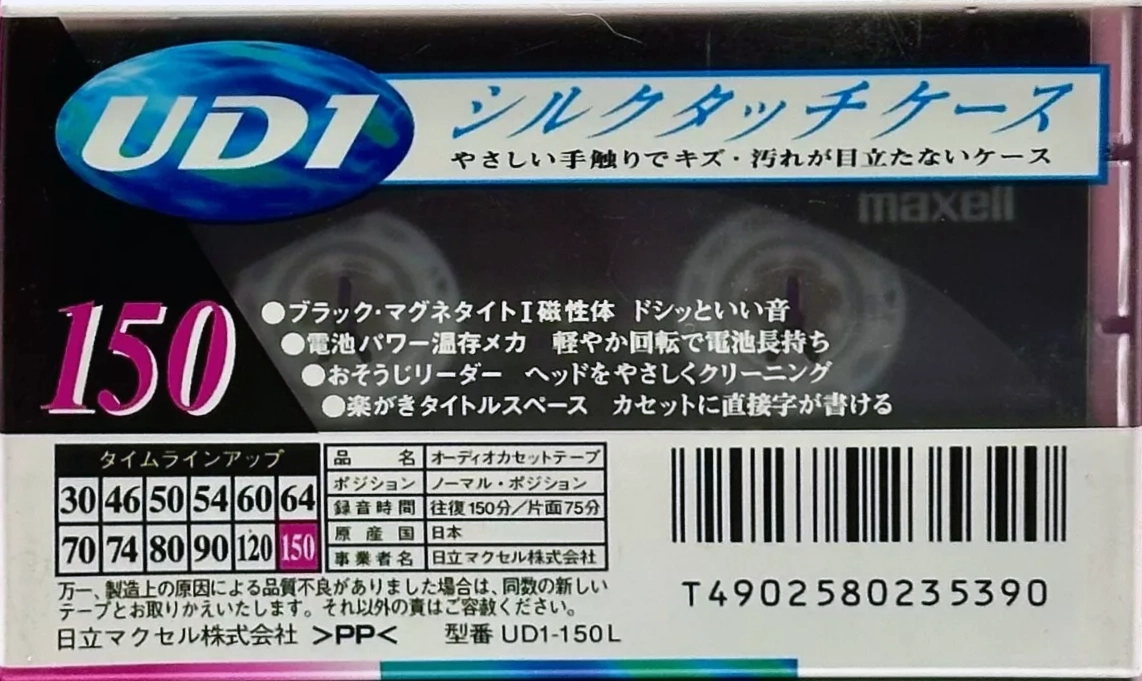 UD1
シルクタッチケース
やさしい手触りでキズ・汚れが目立たないケース
maxell
150
●ブラック・マグネタイトI磁性体 ドシッといい音
●電池パワー温存メカ 軽やか回転で電池長持ち
●おそうじリーダー ヘッドをやさしくクリーニング
●楽がきタイトルスペース カセットに直接字が書ける
タイムラインアップ
30 46 50 54 60 64
70 74 80 90 120 150
品名 オーディオカセットテープ
ポジション ノーマル・ポジション
録音時間 往復150分/片面75分
原産国 日本
事業者名 日立マクセル株式会社
T4902580235390
万一、製造上の原因による品質不良がありました場合は、同数の新しい
テープとお取りかえいたします。それ以外の責はご容赦ください。
日立マクセル株式会社 >PP< 型番 UD1-150L